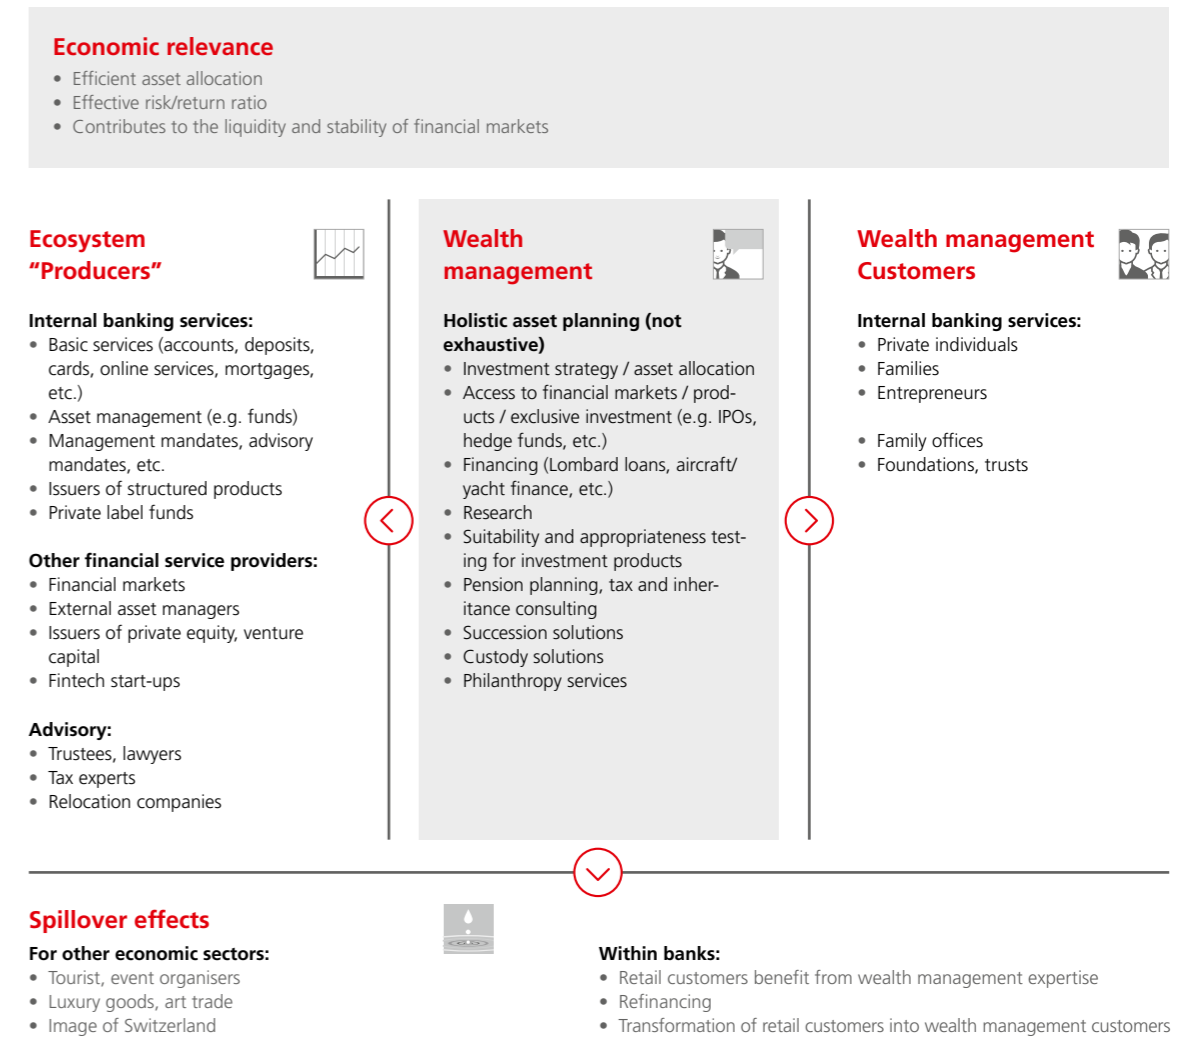 Economic relevance
• Efficient asset allocation
• Effective risk/return ratio
• Contributes to the liquidity and stability of financial markets
Ecosystem
“Producers”
Internal banking services:
• Basic services (accounts, deposits,
cards, online services, mortgages,
etc.)
• Asset management (e.g. funds)
• Management mandates, advisory
mandates, etc.
• Issuers of structured products
• Private label funds
Other financial service providers:
• Financial markets
• External asset managers
• Issuers of private equity, venture
capital
• Fintech start-ups
Advisory:
• Trustees, lawyers
• Tax experts
• Relocation companies
Wealth
management
Holistic asset planning (not
exhaustive)
• Investment strategy / asset allocation
• Access to financial markets / prod-
ucts / exclusive investment (e.g. IPOs,
hedge funds, etc.)
• Financing (Lombard loans, aircraft/
yacht finance, etc.)
• Research
• Suitability and appropriateness test-
ing for investment products
• Pension planning, tax and inher-
itance consulting
• Succession solutions
• Custody solutions
• Philanthropy services
Wealth management
Customers
Internal banking services:
• Private individuals
• Families
• Entrepreneurs
• Family offices
• Foundations, trusts
Spillover effects
For other economic sectors:
• Tourist, event organisers
• Luxury goods, art trade
• Image of Switzerland
Within banks:
• Retail customers benefit from wealth management expertise
• Refinancing
• Transformation of retail customers into wealth management customers